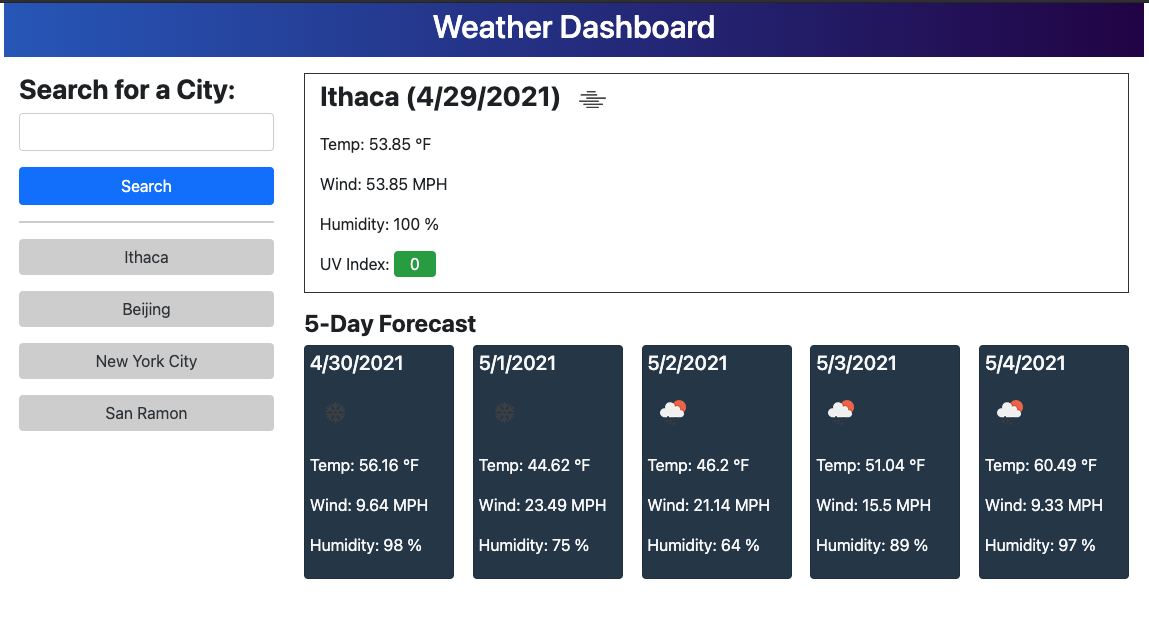 Weather Dashboard
Search for a City:
Search
Ithaca
Beijing
New York City
San Ramon
Ithaca (4/29/2021)
Temp: 53.85 °F
Wind: 53.85 MPH
Humidity: 100 %
UV Index: 0
5-Day Forecast
4/30/2021
Temp: 56.16 °F
Wind: 9.64 MPH
Humidity: 98 %
5/1/2021
Temp: 44.62 °F
Wind: 23.49 MPH
Humidity: 75 %
5/2/2021
Temp: 46.2 °F
Wind: 21.14 MPH
Humidity: 64 %
5/3/2021
Temp: 51.04 °F
Wind: 15.5 MPH
Humidity: 89 %
5/4/2021
Temp: 60.49 °F
Wind: 9.33 MPH
Humidity: 97 %